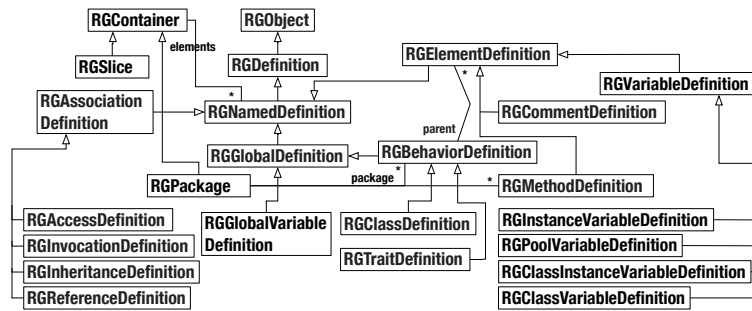 RGContainer
RGObject
elements
RGElementDefinition
RGSlice
RGDefinition
*
RGVariableDefinition
RGAssociation
Definition
*
RGNamedDefinition
RGCommentDefinition
parent
RGGlobalDefinition
RGBehaviorDefinition
RGPackage
package
*
*
RGMethodDefinition
RGAccessDefinition
RGGlobalVariable
Definition
RGClassDefinition
RGInstanceVariableDefinition
RGInvocationDefinition
RGPoolVariableDefinition
RGTraitDefinition
RGInheritanceDefinition
RGClassInstanceVariableDefinition
RGReferenceDefinition
RGClassVariableDefinition